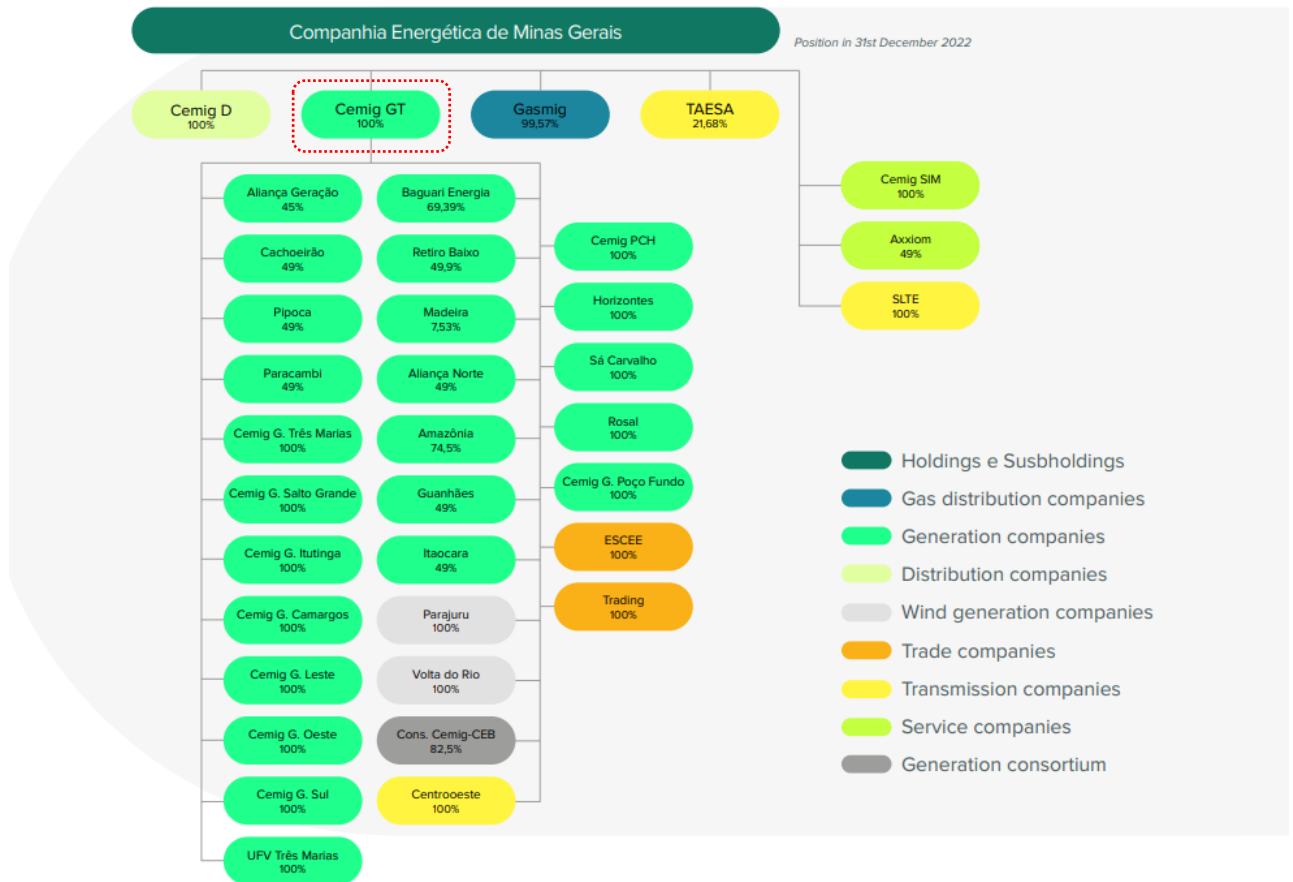 Companhia Energética de Minas Gerais
Position in 31st December 2022
Cemig D
100%
Cemig GT
100%
Gasmig
99,57%
TAESA
21,68%
Aliança Geração
45%
Cachoeirão
49%
Pipoca
49%
Paracambi
49%
Cemig G. Três Marias
100%
Cemig G. Salto Grande
100%
Cemig G. Itutinga
100%
Cemig G. Camargos
100%
Cemig G. Leste
100%
Cemig G. Oeste
100%
Cemig G. Sul
100%
UFV Três Marias
100%
Baguari Energia
69,39%
Retiro Baixo
49,9%
Madeira
7,53%
Aliança Norte
49%
Amazônia
74,5%
Guanhães
49%
Itaocara
49%
Parajuru
100%
Volta do Rio
100%
Cons. Cemig-CEB
82,5%
Centrooeste
100%
Cemig PCH
100%
Horizontes
100%
Sá Carvalho
100%
Rosal
100%
Cemig G. Poço Fundo
100%
ESCEE
100%
Trading
100%
Cemig SIM
100%
Axxiom
49%
SLTE
100%
Holdings e Susbholdings
Gas distribution companies
Generation companies
Distribution companies
Wind generation companies
Trade companies
Transmission companies
Service companies
Generation consortium